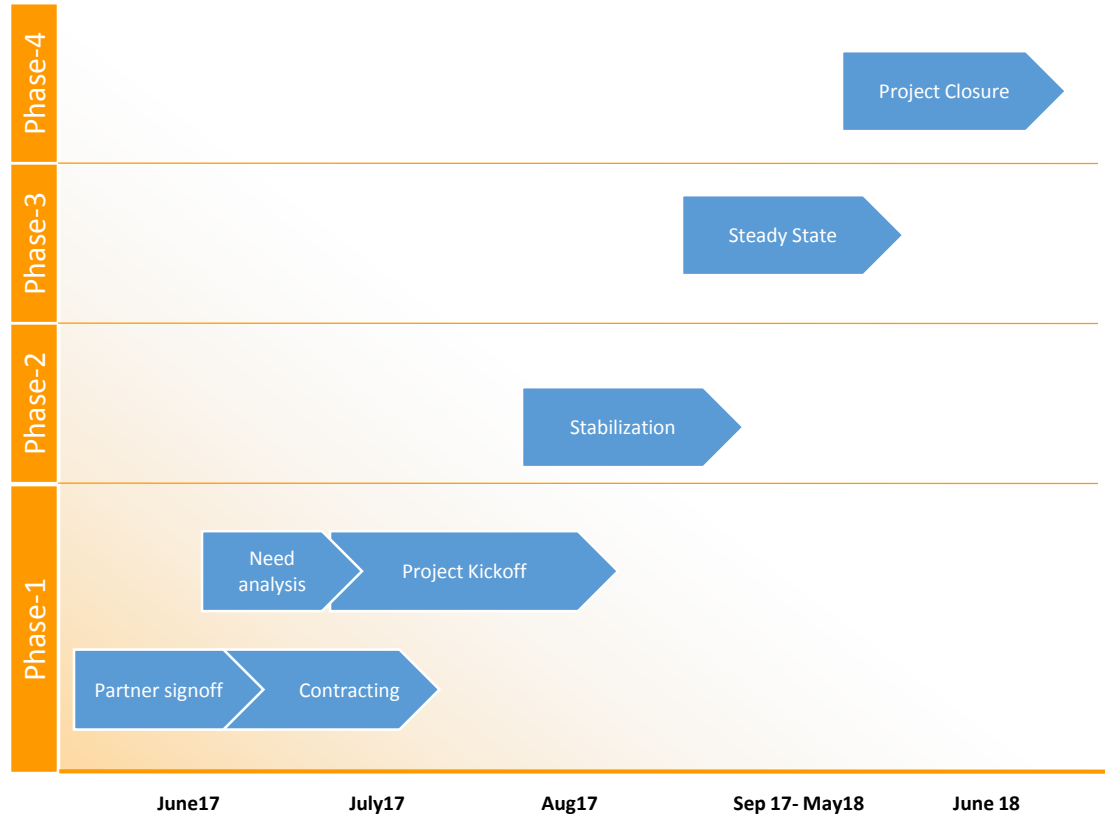 Phase-4
Project Closure
Phase-3
Steady State
Phase-2
Stabilization
Phase-1
Need
analysis
Project Kickoff
Partner signoff
Contracting
June17
July17
Aug17
Sep 17- May18
June 18